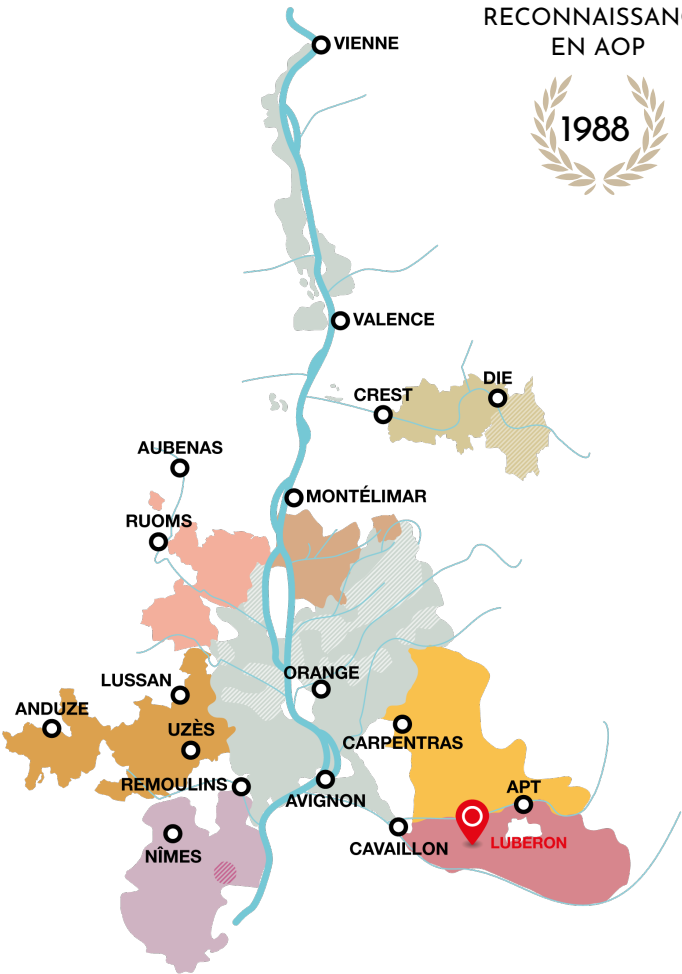 RECONNAISSAN
EN AOP
1988
VIENNE
VALENCE
CREST
DIE
AUBENAS
MONTÉLIMAR
RUOMS
ORANGE
LUSSAN
ANDUZE
UZÈS
CARPENTRAS
REMOULINS
AVIGNON
APT
NÎMES
CAVAILLON
LUBERON